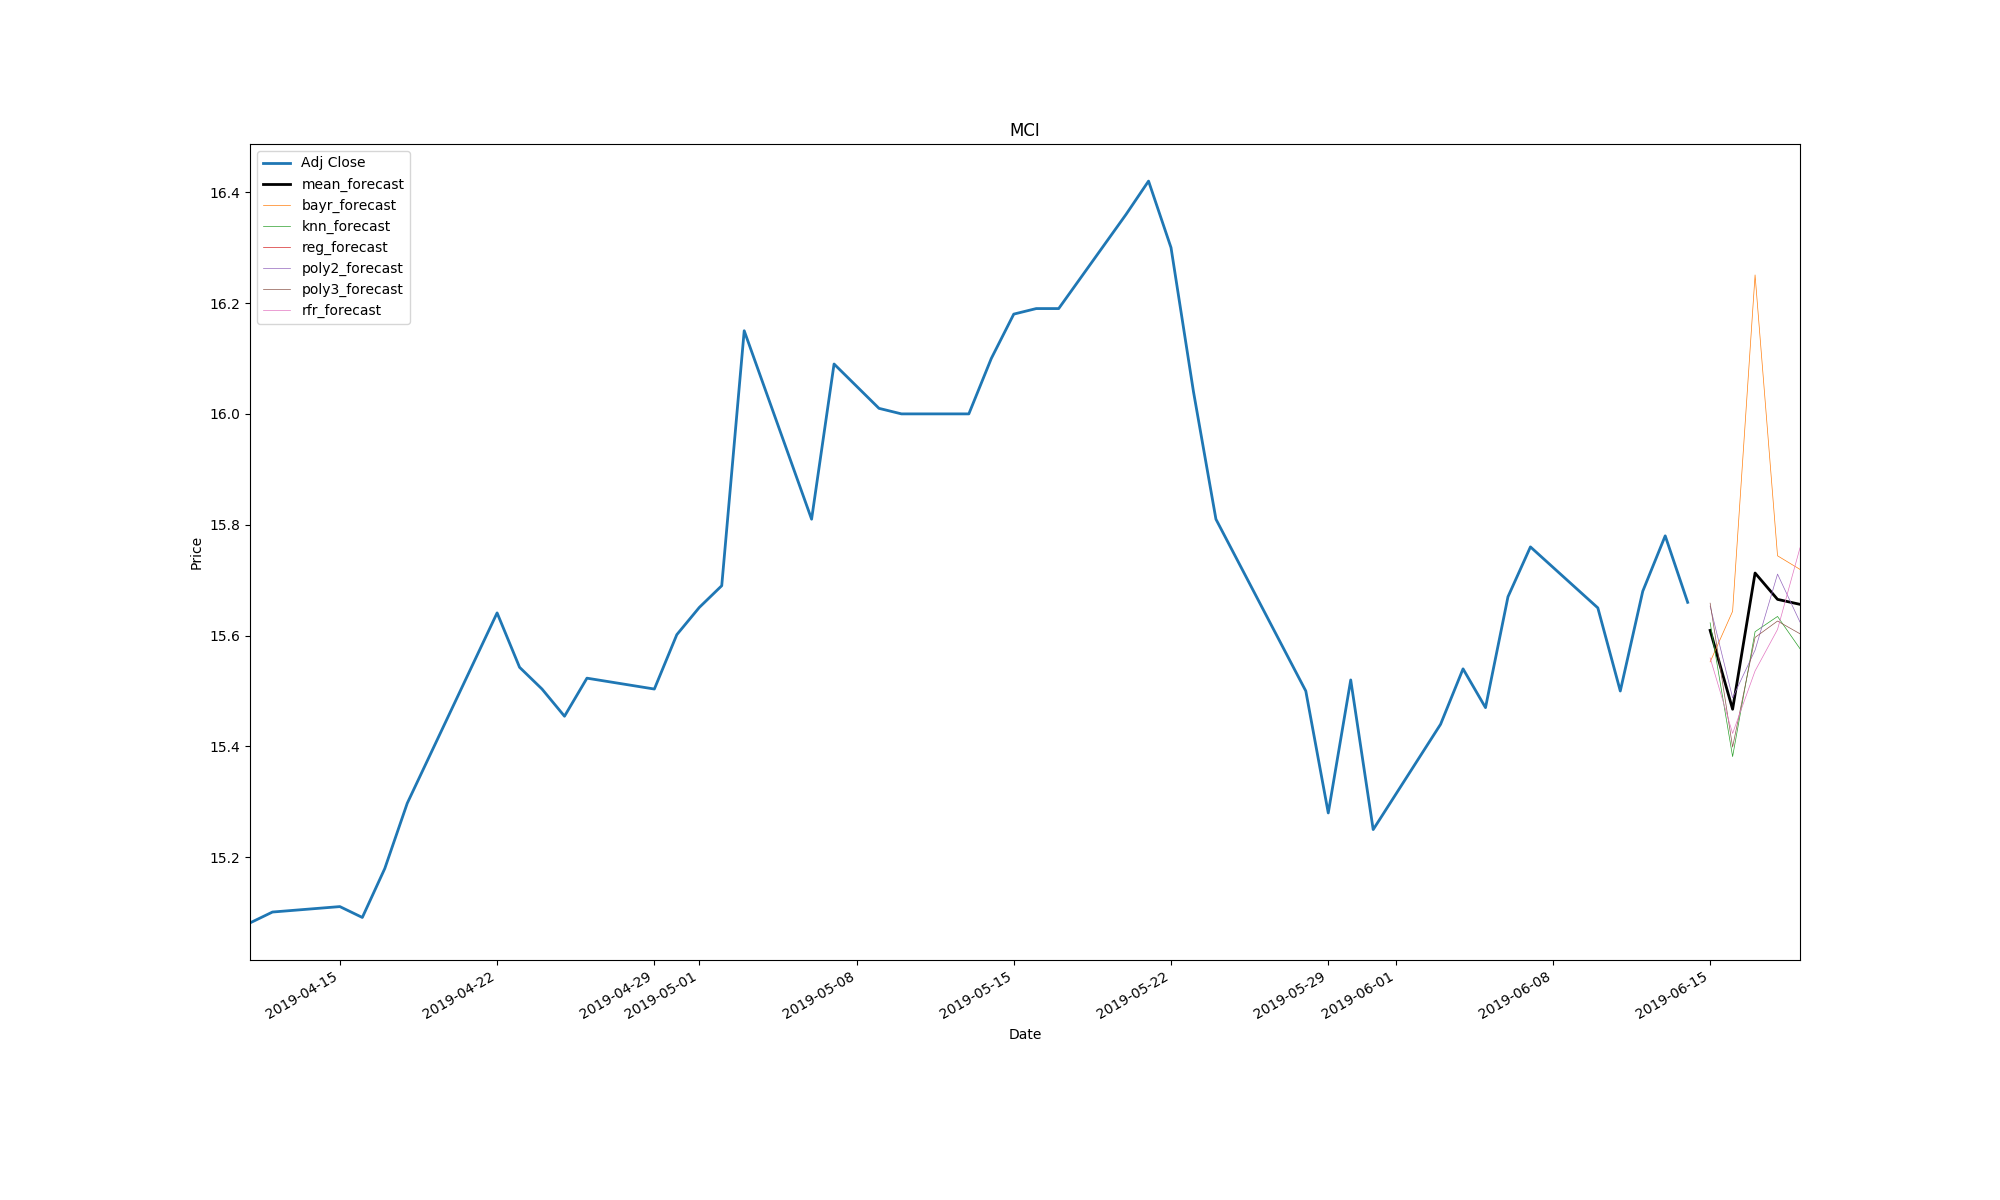 MCI
Adj Close
mean_forecast
bayr_forecast
knn_forecast
reg_forecast
poly2_forecast
poly3_forecast
rfr_forecast
16.4
16.2
16.0
15.8
15.6
15.4
15.2
Price
2019-04-15
2019-04-22
2019-04-29
2019-05-01
2019-05-08
2019-05-15
2019-05-22
2019-05-29
2019-06-01
2019-06-08
2019-06-15
Date